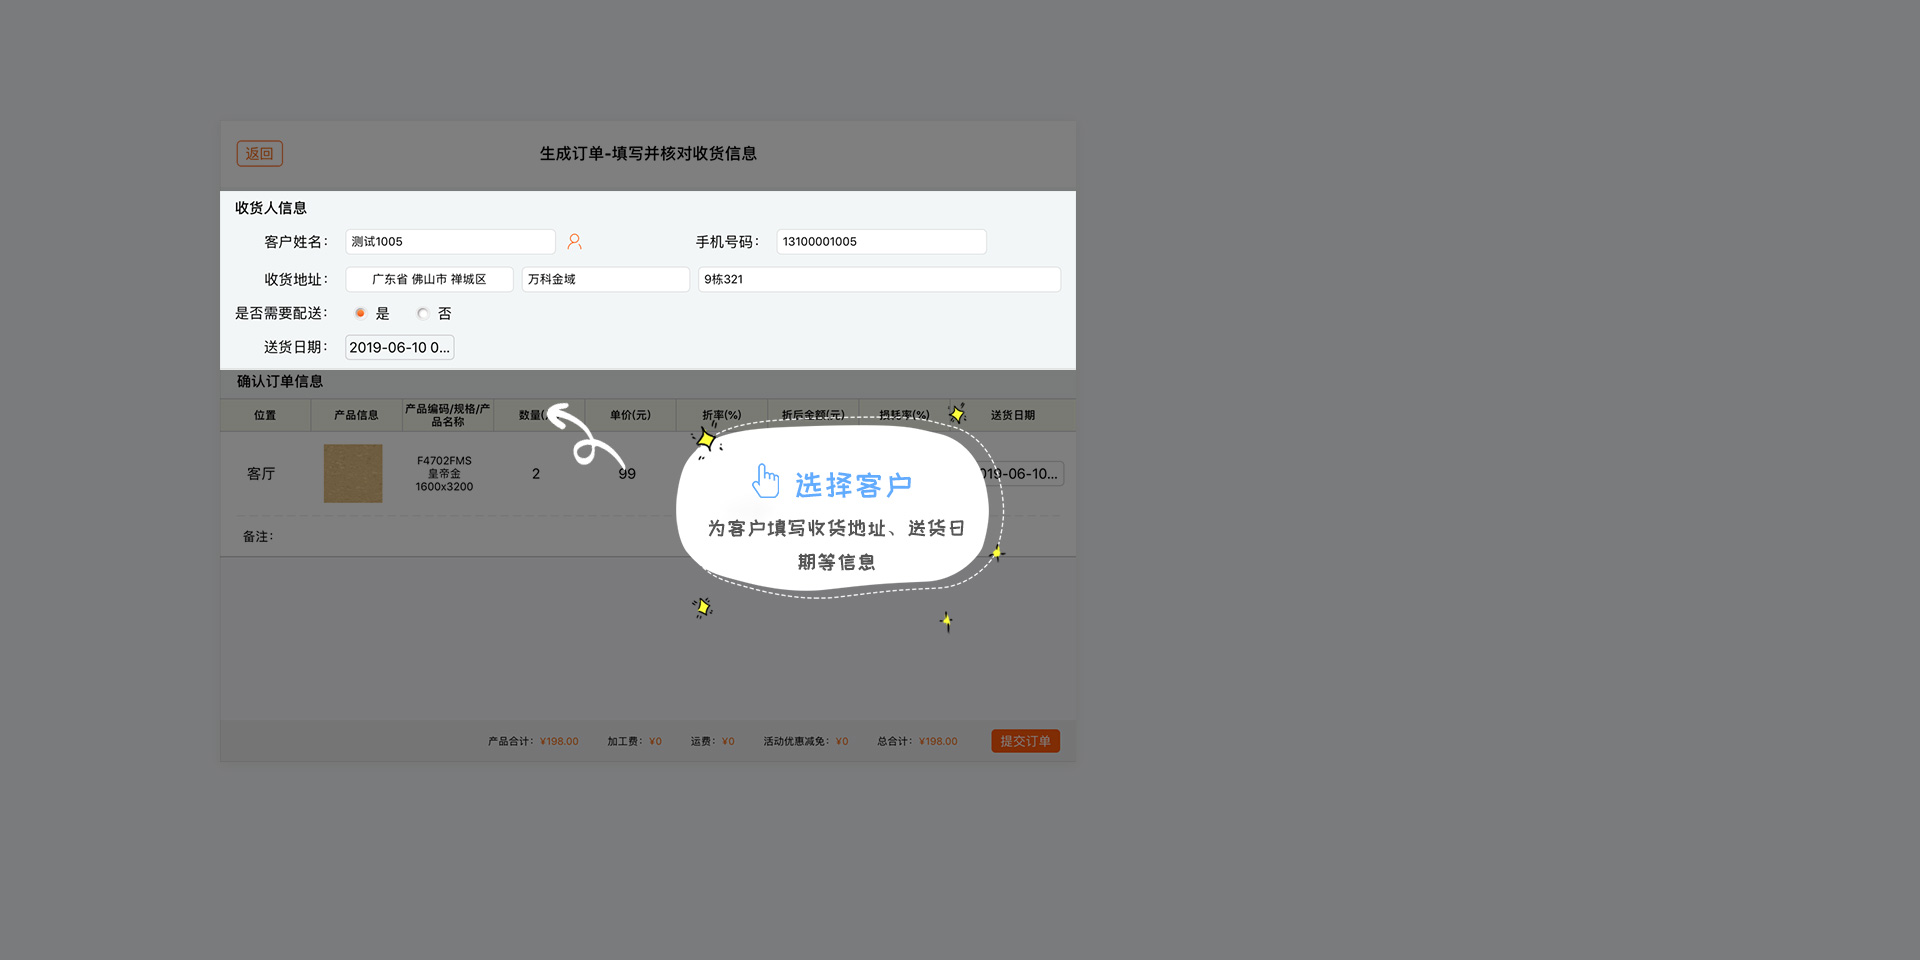 返回
生成订单-填写并核对收货信息
收货人信息
客户姓名： 测试1005 手机号码： 13100001005
收货地址： 广东省 佛山市 禅城区 万科金域 9栋321
是否需要配送： 是 否
送货日期： 2019-06-10 0...
确认订单信息
位置 产品信息 产品编码/规格/产品名称 数量( 单价(元) 折率(%) 折后金额(元) 损耗率(%) 送货日期
客厅 F4702FMS 2 99 019-06-10...
皇帝金
1600x3200
选择客户
为客户填写收货地址、送货日
期等信息
备注：
产品合计：¥198.00 加工费：¥0 运费：¥0 活动优惠减免：¥0 总合计：¥198.00 提交订单